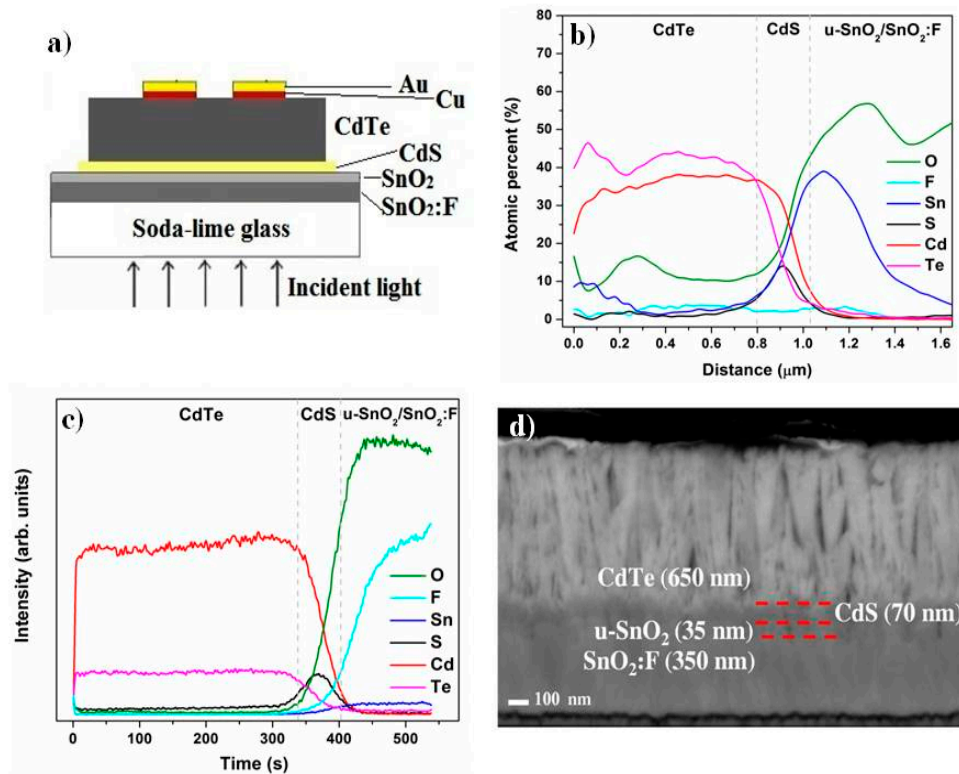 a)
Au
Cu
CdTe
CdS
SnO₂
SnO₂:F
Soda-lime glass
Incident light
b)
CdTe CdS u-SnO₂/SnO₂:F
Atomic percent (%)
80
70
60
50
40
30
20
10
0
O
F
Sn
S
Cd
Te
0.0 0.2 0.4 0.6 0.8 1.0 1.2 1.4 1.6
Distance (μm)
c)
CdTe CdS u-SnO₂/SnO₂:F
Intensity (arb. units)
O
F
Sn
S
Cd
Te
0 100 200 300 400 500
Time (s)
d)
CdTe (650 nm)
CdS (70 nm)
u-SnO₂ (35 nm)
SnO₂:F (350 nm)
100 nm